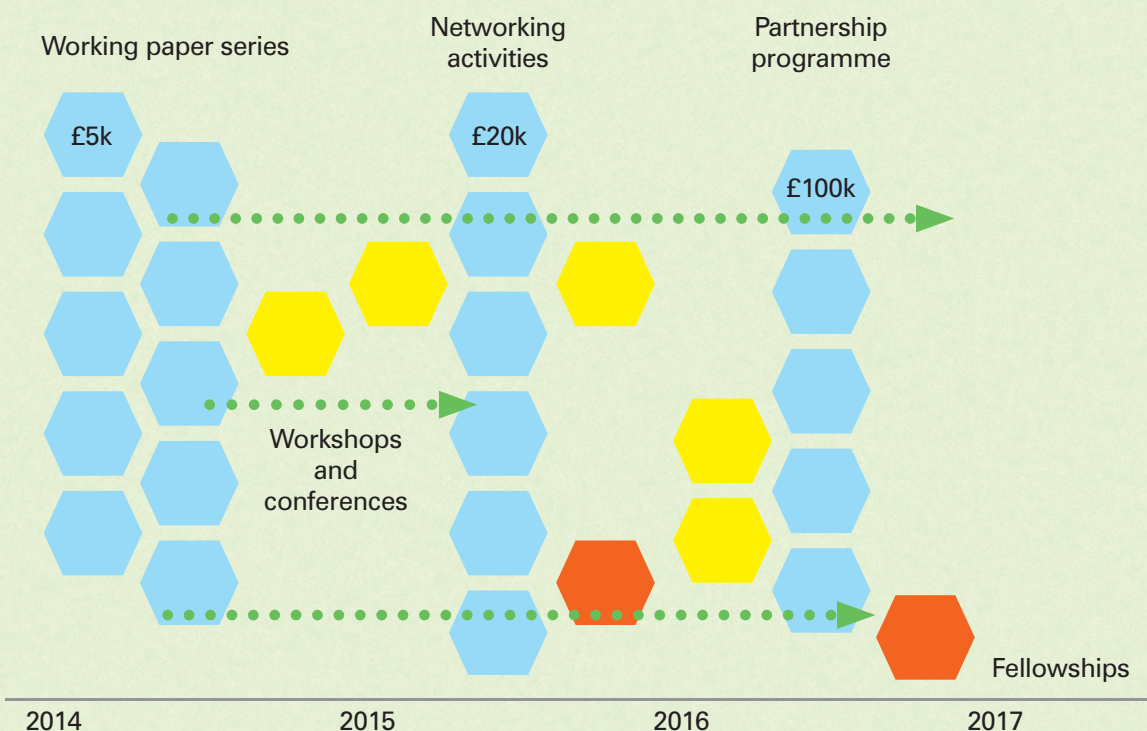 Working paper series
Networking
activities
Partnership
programme
£5k
£20k
£100k
Workshops
and
conferences
Fellowships
2014
2015
2016
2017